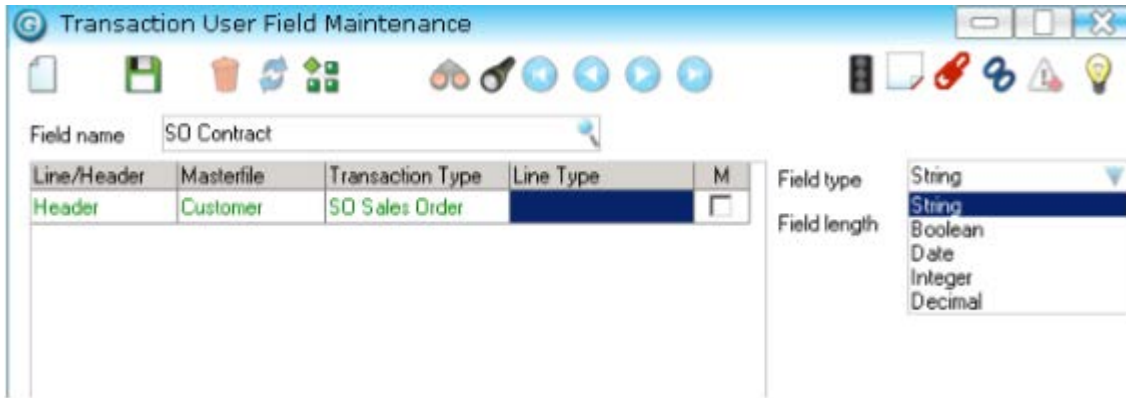 G Transaction User Field Maintenance
Field name SO Contract
Line/Header Masterfile Transaction Type Line Type M
Header Customer SO Sales Order
Field type String
Field length
String
Boolean
Date
Integer
Decimal